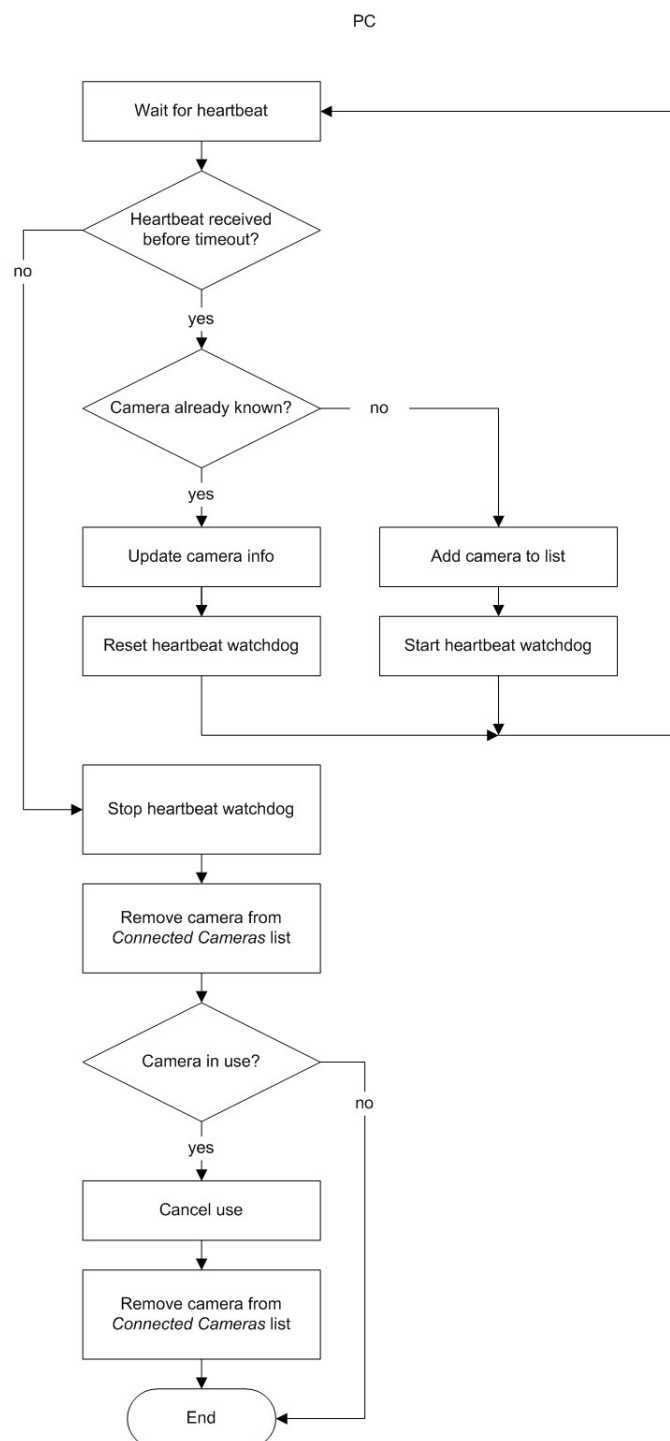 PC
Wait for heartbeat
Heartbeat received
before timeout?
no
yes
Camera already known?
no
yes
Update camera info
Add camera to list
Reset heartbeat watchdog
Start heartbeat watchdog
Stop heartbeat watchdog
Remove camera from
Connected Cameras list
Camera in use?
no
yes
Cancel use
Remove camera from
Connected Cameras list
End